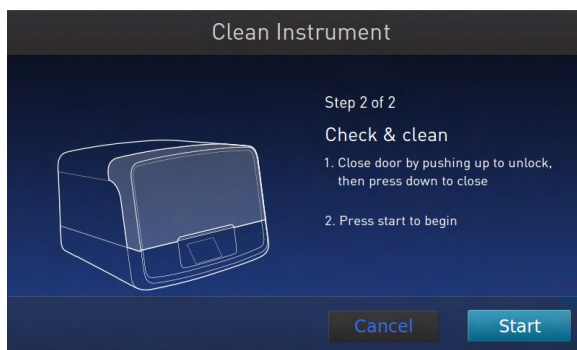 Clean Instrument
Step 2 of 2
Check & clean
1. Close door by pushing up to unlock,
then press down to close
2. Press start to begin
Cancel
Start